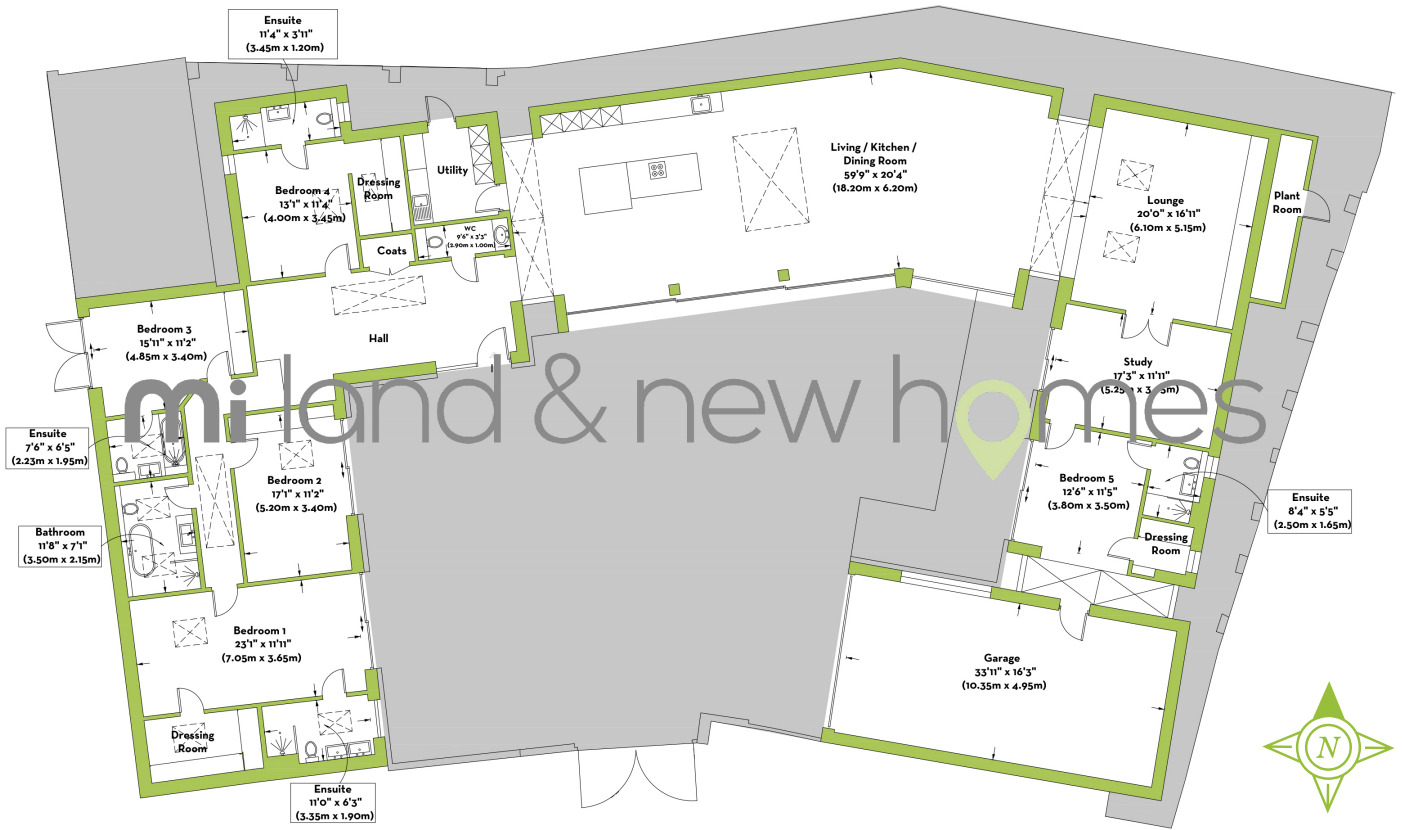 Ensuite
11'4" x 3'11"
(3.45m x 1.20m)
Living / Kitchen /
Dining Room
59'9" x 20'4"
(18.20m x 6.20m)
Utility
Bedroom 4
13'1" x 11'4"
(4.00m x 3.45m)
Dressing
Room
Lounge
20'0" x 16'11"
(6.10m x 5.15m)
Plant
Room
WC
9'6" x 3'3"
(2.90m x 1.00m)
Coats
Bedroom 3
15'11" x 11'2"
(4.85m x 3.40m)
Hall
Study
17'3" x 11'11"
mi land & new homes
Ensuite
7'6" x 6'5"
(2.23m x 1.95m)
Bedroom 2
17'1" x 11'2"
(5.20m x 3.40m)
Bedroom 5
12'6" x 11'5"
(3.80m x 3.50m)
Ensuite
8'4" x 5'5"
(2.50m x 1.65m)
Bathroom
11'8" x 7'1"
(3.50m x 2.15m)
Dressing
Room
Bedroom 1
23'1" x 11'11"
(7.05m x 3.65m)
Garage
33'11" x 16'3"
(10.35m x 4.95m)
Dressing
Room
N
Ensuite
11'0" x 6'3"
(3.35m x 1.90m)